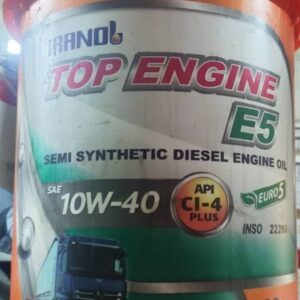 IRANOL
TOP ENGINE
E5
SEMI SYNTHETIC DIESEL ENGINE OIL
SAE 10W-40
API
CI-4
PLUS
EURO 5
INSO